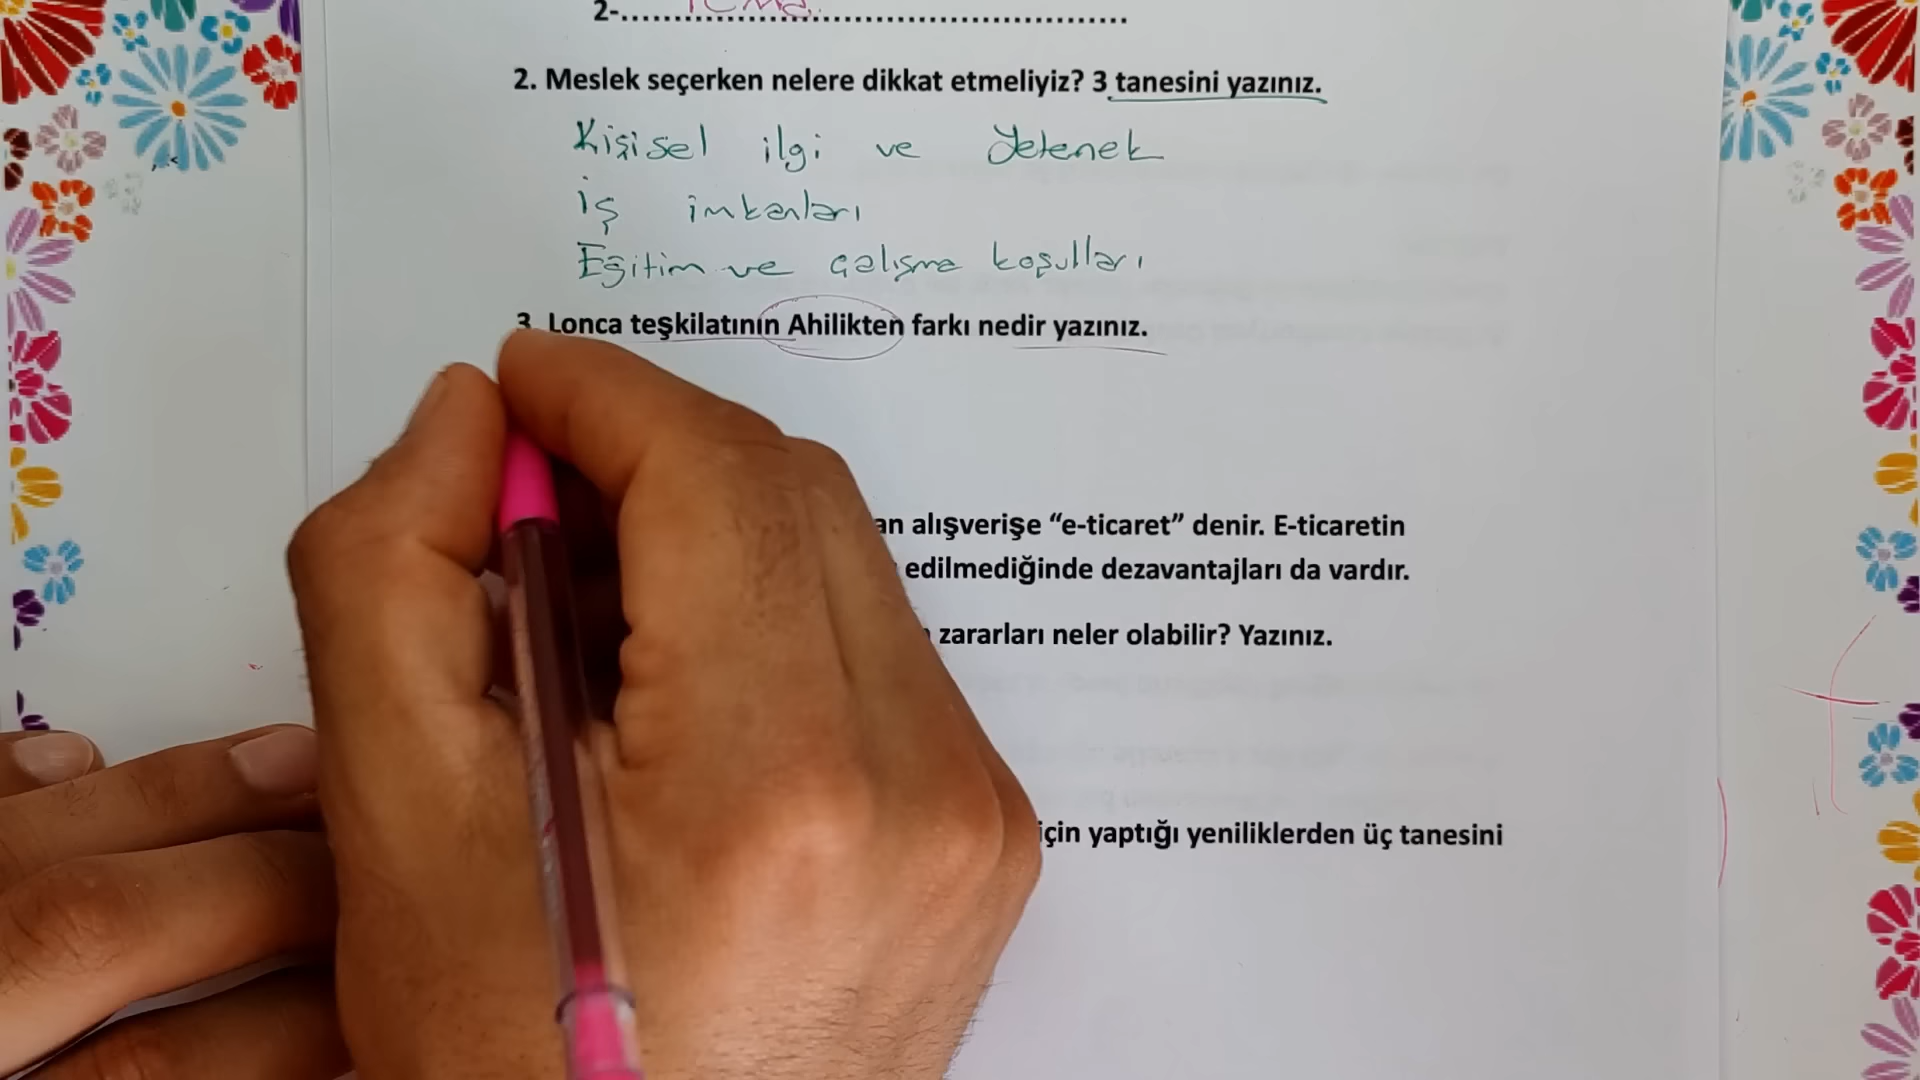 2-............TEMA............
2. Meslek seçerken nelere dikkat etmeliyiz? 3 tanesini yazınız.
Kişisel ilgi ve Yetenek
iş imkanları
Eğitim ve çalışma koşulları
3. Lonca teşkilatının Ahilikten farkı nedir yazınız.
an alışverişe “e-ticaret” denir. E-ticaretin
edilmediğinde dezavantajları da vardır.
zararları neler olabilir? Yazınız.
için yaptığı yeniliklerden üç tanesini